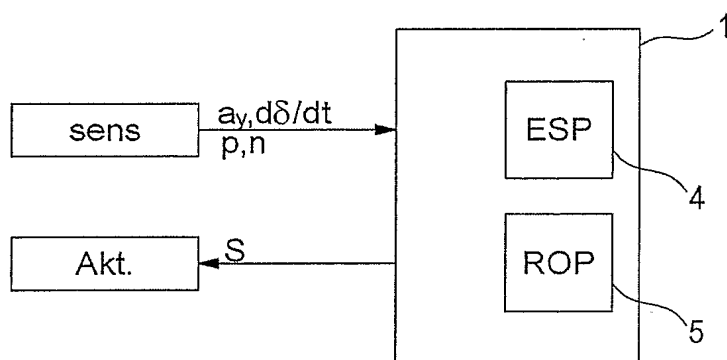 1
sens
a_y,dδ/dt
p,n
ESP
4
Akt.
S
ROP
5